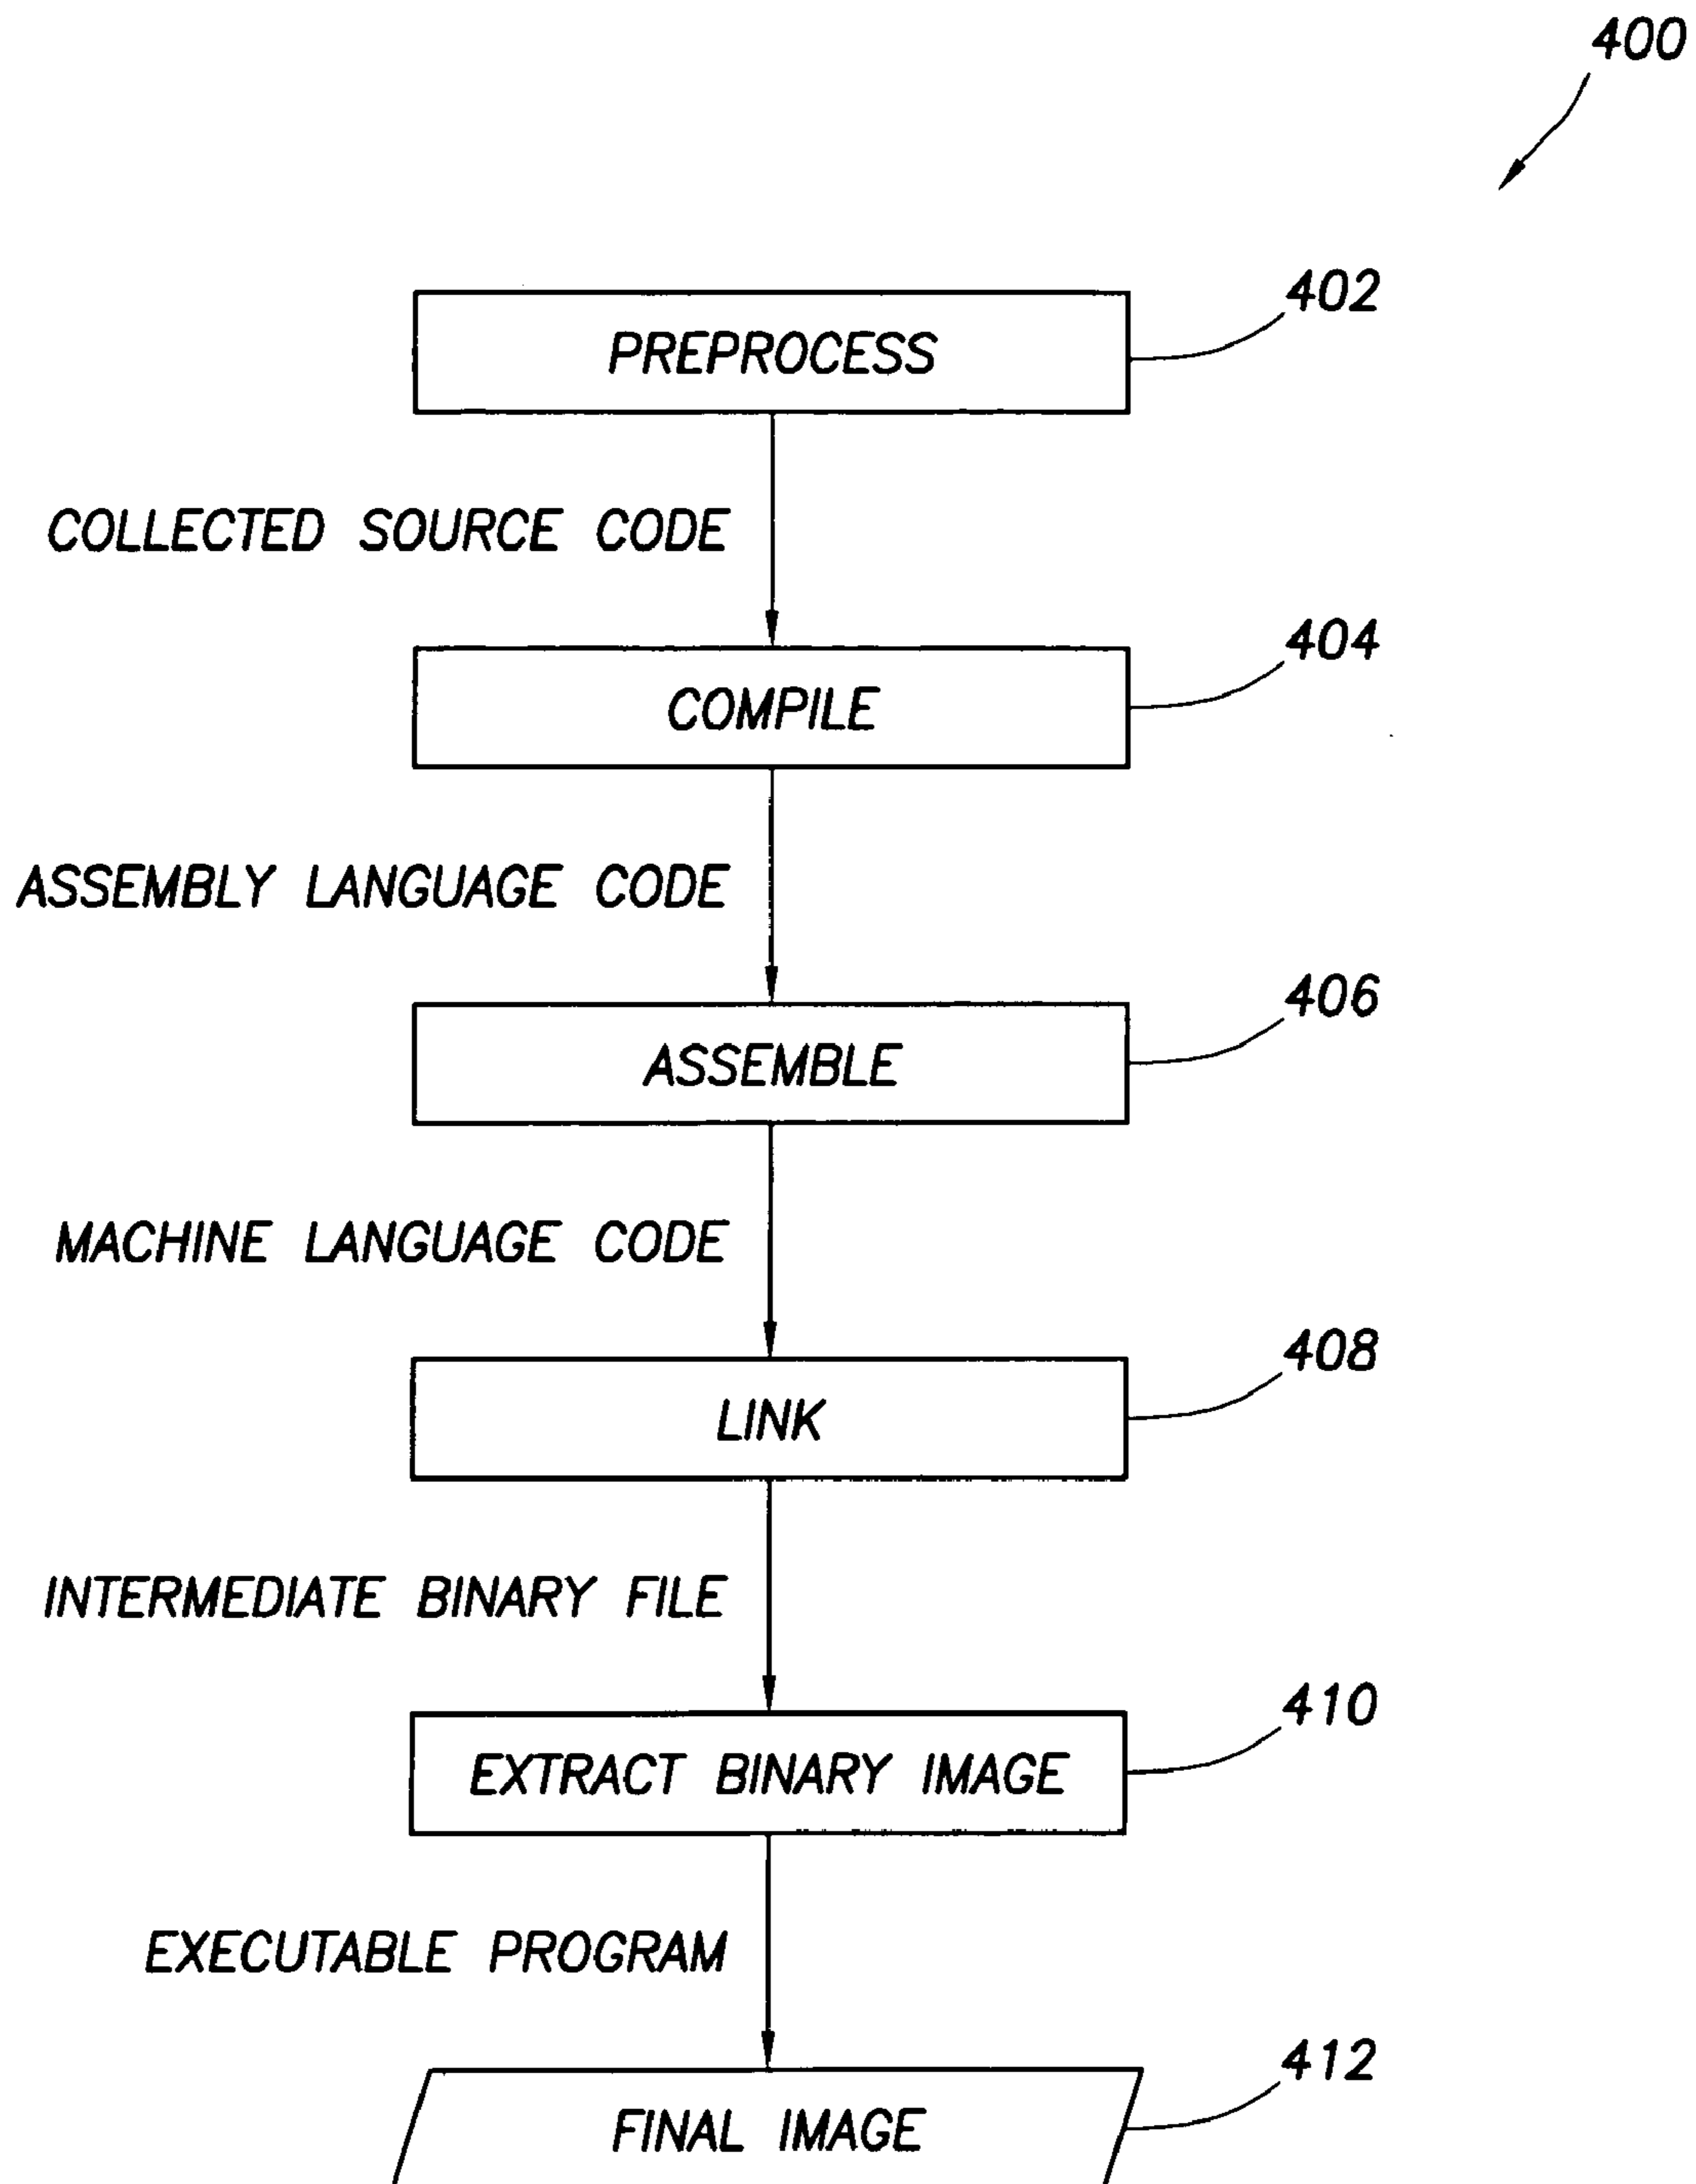 400
402
PREPROCESS
COLLECTED SOURCE CODE
404
COMPILE
ASSEMBLY LANGUAGE CODE
406
ASSEMBLE
MACHINE LANGUAGE CODE
408
LINK
INTERMEDIATE BINARY FILE
410
EXTRACT BINARY IMAGE
EXECUTABLE PROGRAM
412
FINAL IMAGE